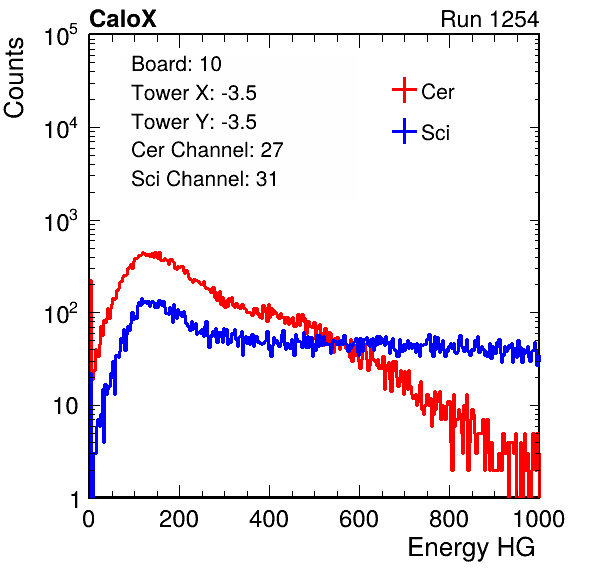 CaloX Run 1254
10^5
Counts
Board: 10
Tower X: -3.5
Tower Y: -3.5
Cer Channel: 27
Sci Channel: 31
Cer
Sci
10^4
10^3
10^2
10
1
0 200 400 600 800 1000
Energy HG